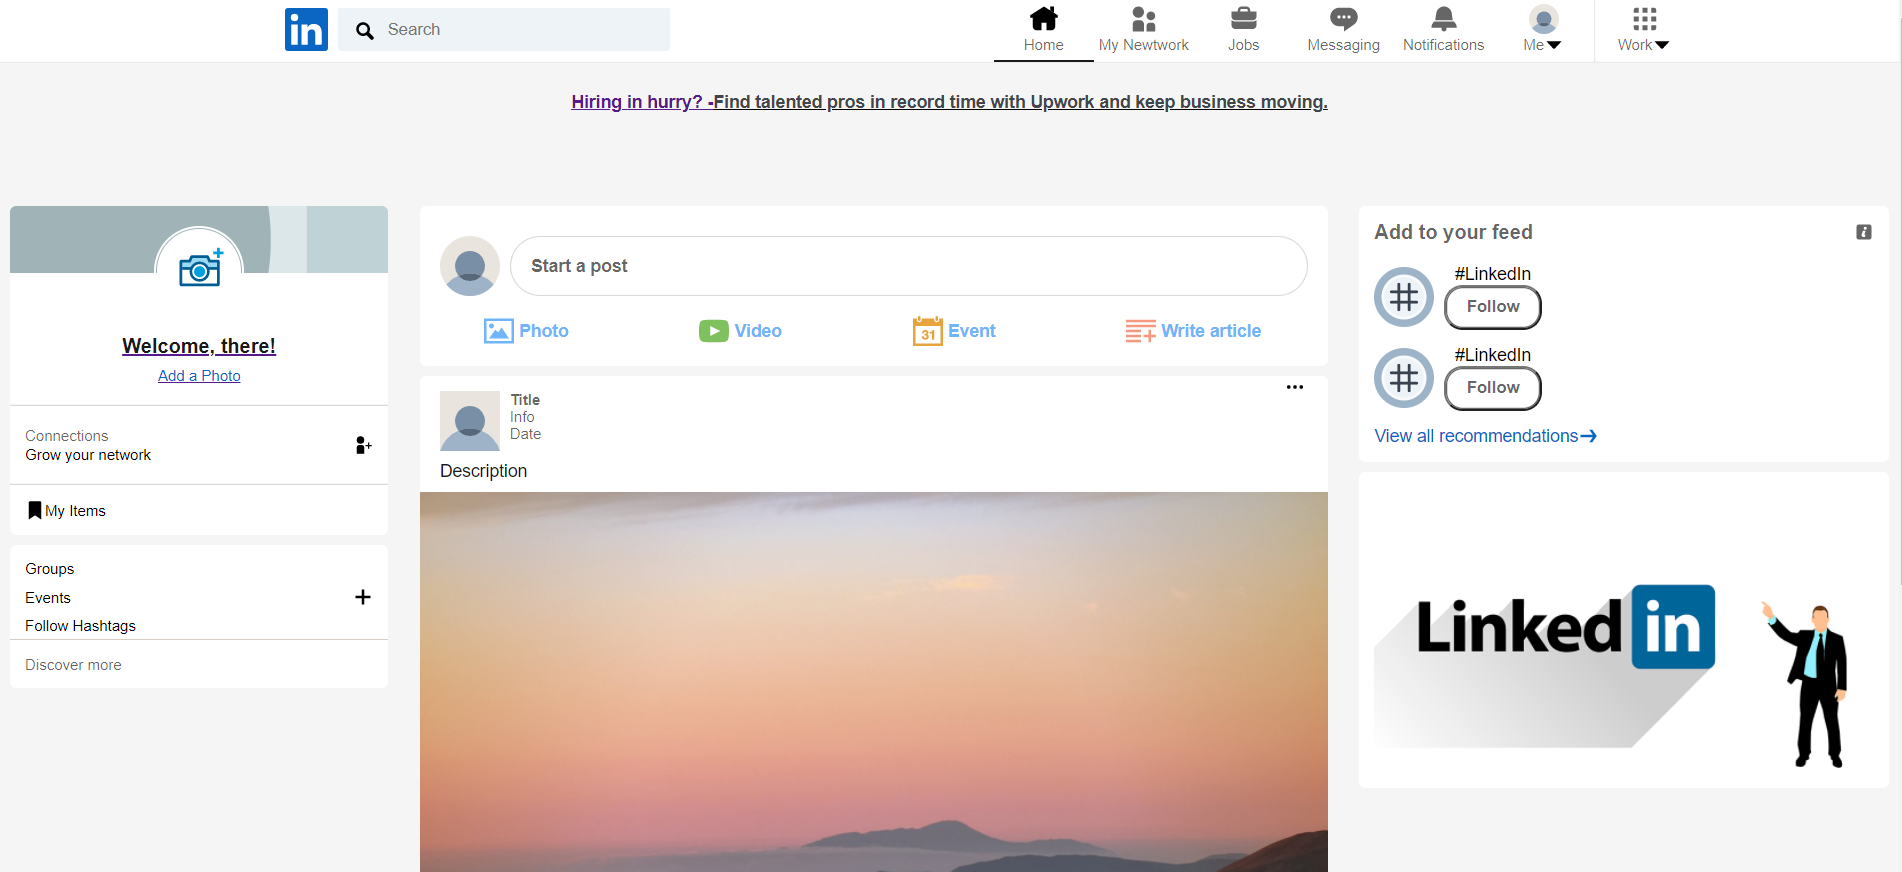 in
Search
Home
My Newtwork
Jobs
Messaging
Notifications
Me
Work
Hiring in hurry? -Find talented pros in record time with Upwork and keep business moving.
Welcome, there!
Add a Photo
Connections
Grow your network
My Items
Groups
Events
Follow Hashtags
Discover more
Start a post
Photo
Video
31
Event
Write article
Title
Info
Date
Description
Add to your feed
i
#LinkedIn
Follow
#LinkedIn
Follow
View all recommendations
Linked in